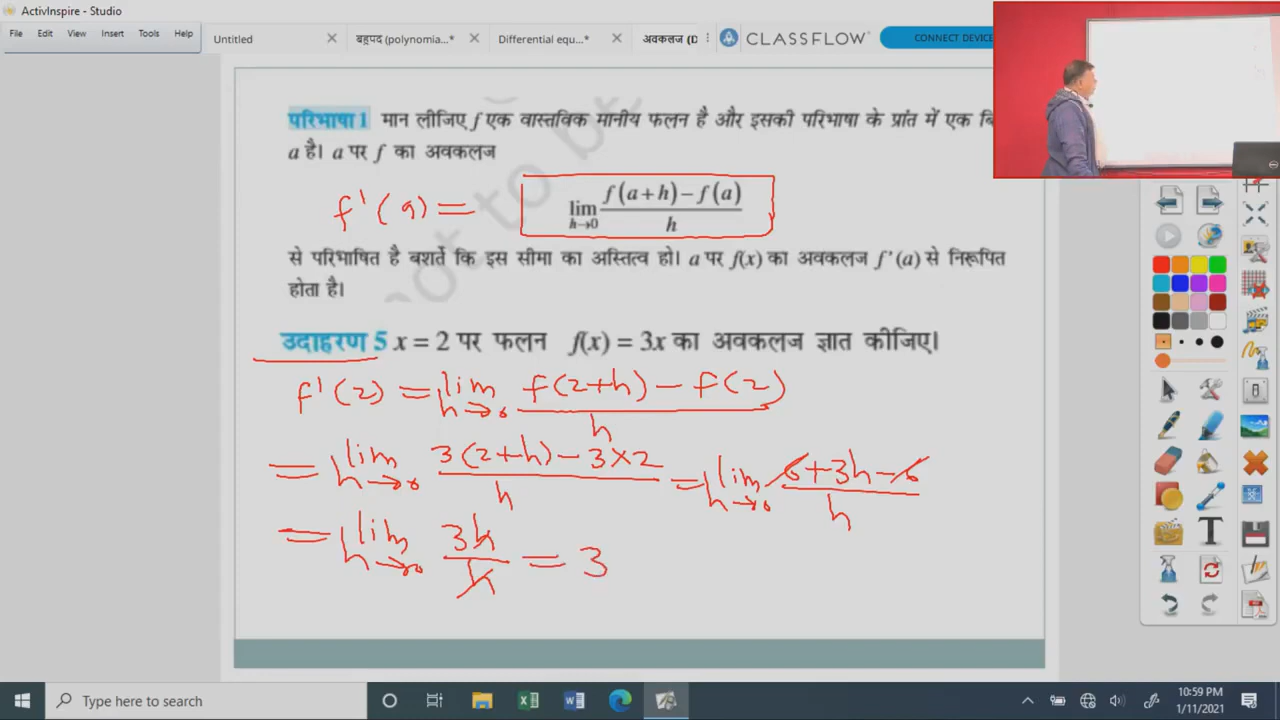 ActivInspire - Studio
File Edit View Insert Tools Help
Untitled
बहुपद (polynomia...*
Differential equ...*
अवकलज (D
CLASSFLOW
CONNECT DEVICE
परिभाषा 1 मान लीजिए f एक वास्तविक मानीय फलन है और इसकी परिभाषा के प्रांत में एक
a है। a पर f का अवकलज
f'(a) = lim h→0 f(a+h)−f(a) / h
से परिभाषित है बशर्ते कि इस सीमा का अस्तित्व हो। a पर f(x) का अवकलज f'(a) से निरूपित
होता है।
not to be
उदाहरण 5 x = 2 पर फलन f(x) = 3x का अवकलज ज्ञात कीजिए।
f'(2) = lim h→0 f(2+h) − f(2) / h
= lim h→0 3(2+h) − 3×2 / h = lim h→0 6+3h−6 / h
= lim h→0 3h / h = 3
Type here to search
10:59 PM
1/11/2021